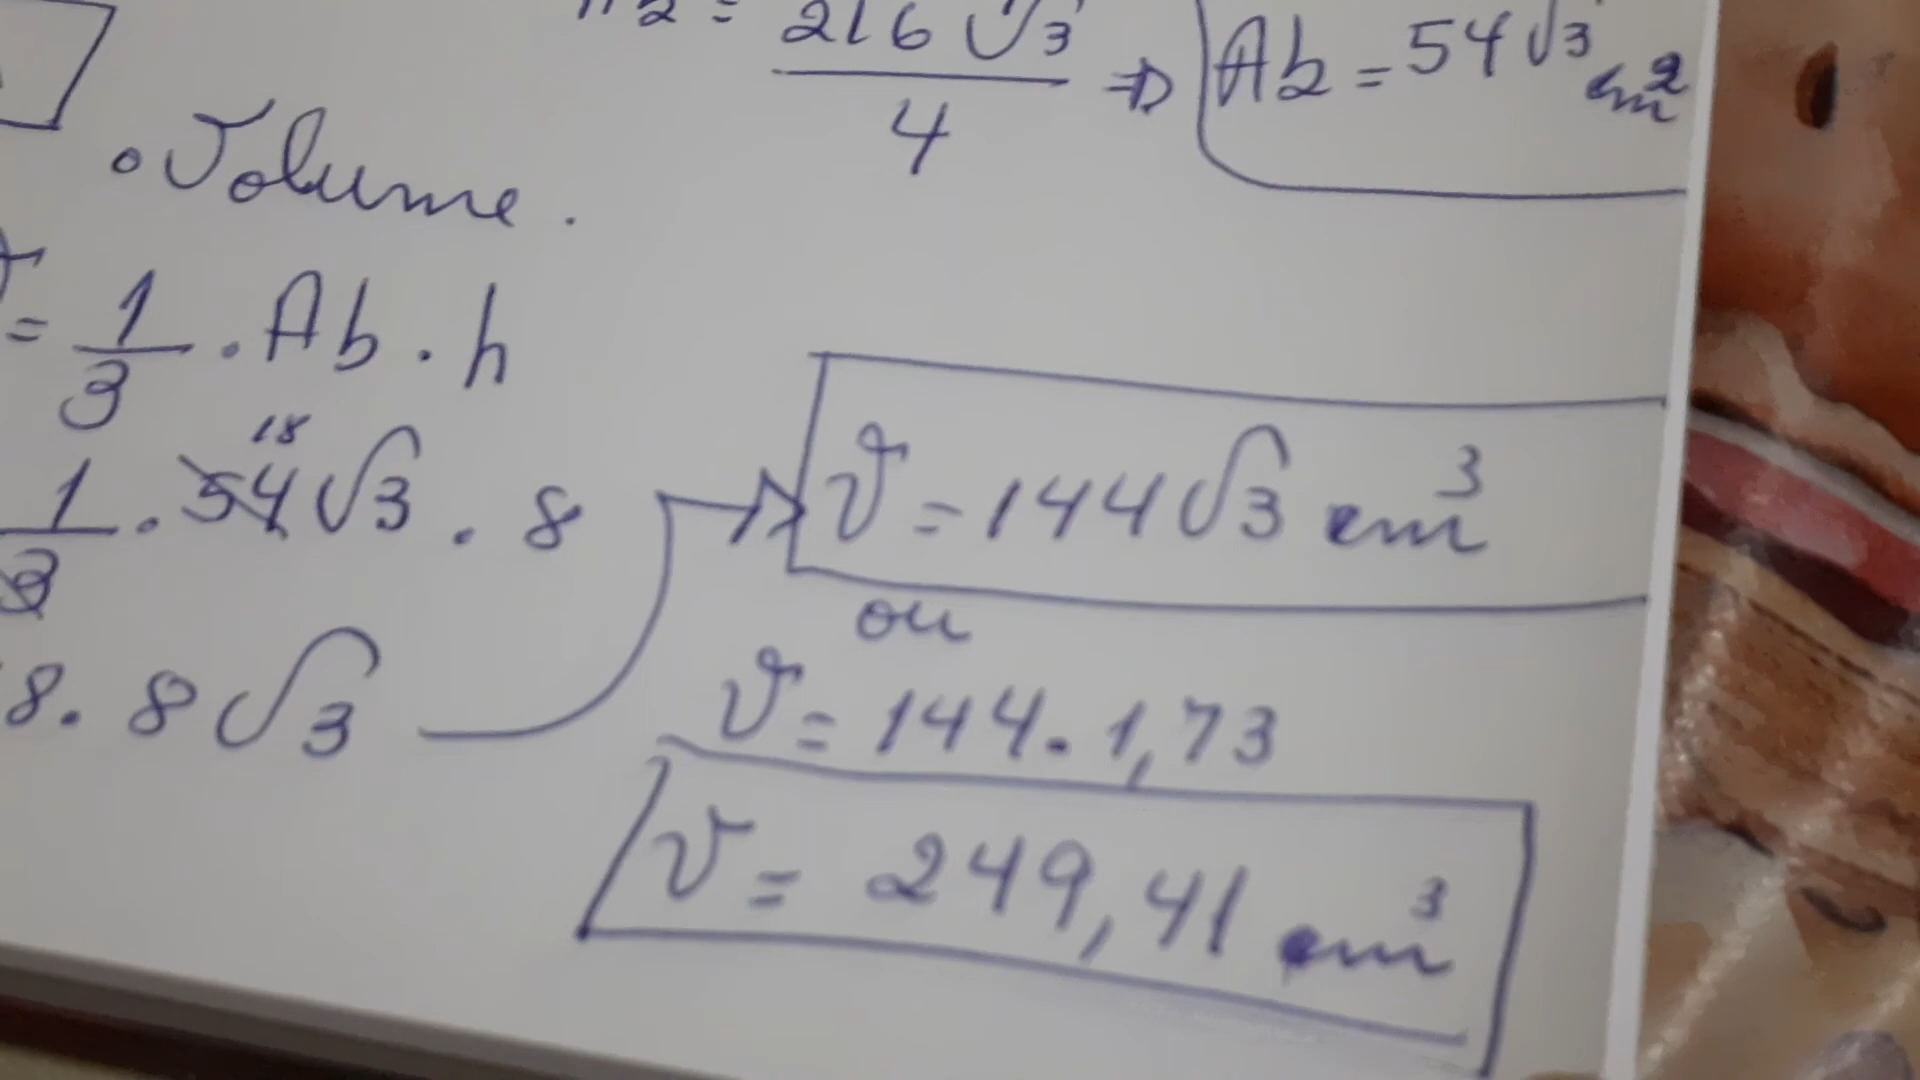 = 216√3 / 4 ⇒ Ab = 54√3 cm²
• Volume.
= 1/3 . Ab . h
18
1/3 . 54√3 . 8
V = 144√3 cm³
ou
8. 8√3
V = 144. 1,73
V = 249,41 cm³